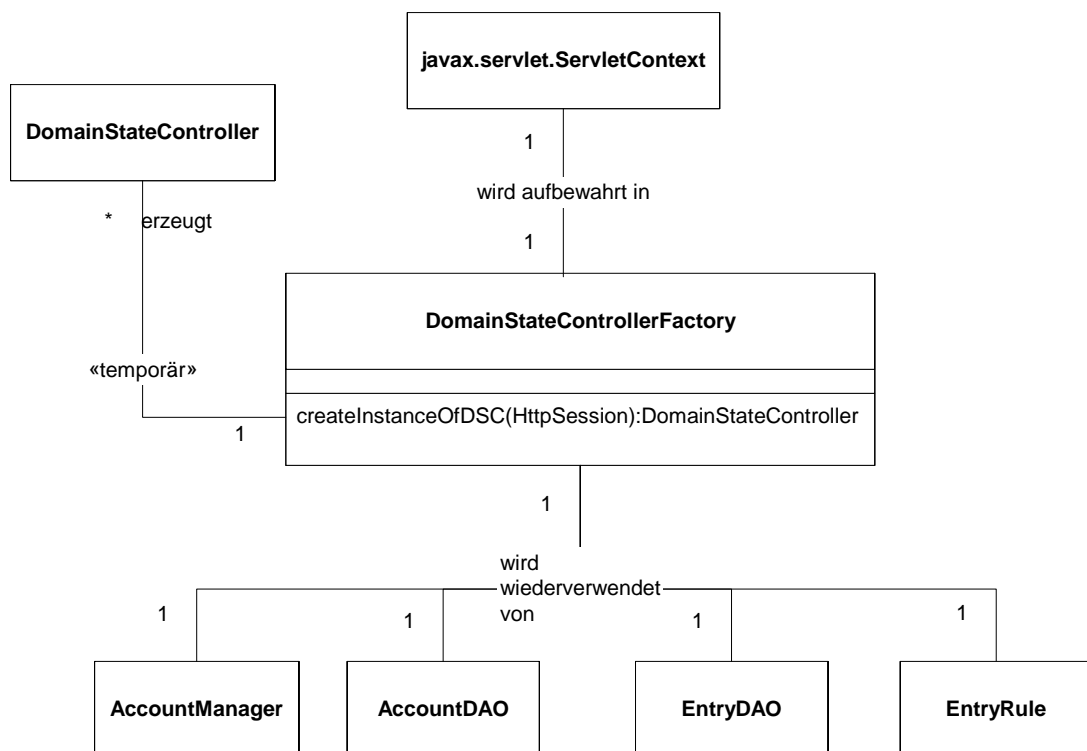 javax.servlet.ServletContext
DomainStateController
1
wird aufbewahrt in
1
* erzeugt
«temporär»
1
DomainStateControllerFactory
createInstanceOfDSC(HttpSession):DomainStateController
1
wird
wiederverwendet
von
1
1
1
1
AccountManager
AccountDAO
EntryDAO
EntryRule